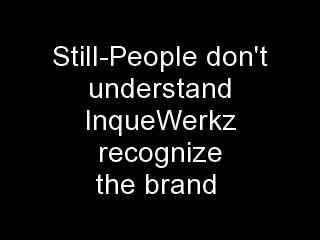 Still-People don't
understand
InqueWerkz
recognize
the brand